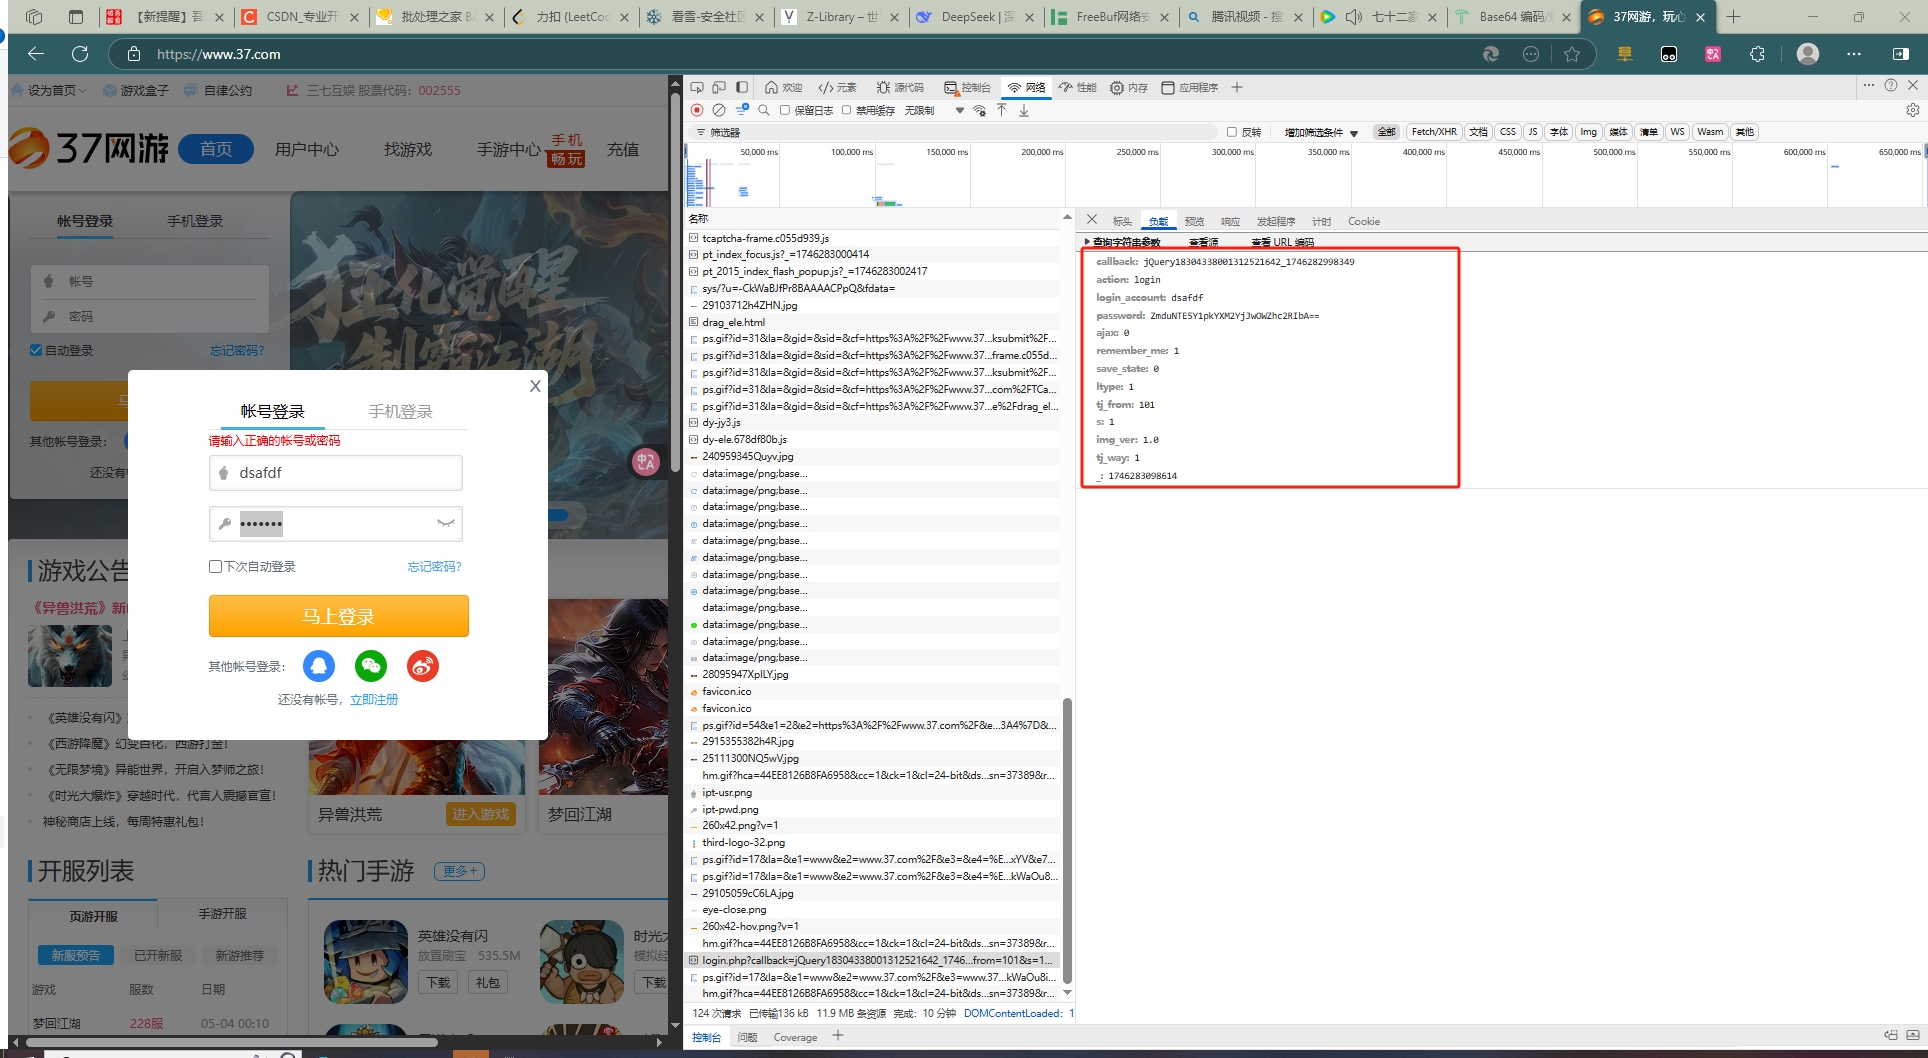 【新提醒】看
CSDN_专业开
批处理之家 BA
力扣 (LeetCod
看雪-安全社区
Z-Library – 世
DeepSeek | 深
FreeBuf网络安
腾讯视频 - 搜
七十二家
Base64 编码/
37网游，玩心
https://www.37.com
设为首页
游戏盒子
自律公约
三七互娱 股票代码：002555
37网游
首页
用户中心
找游戏
手游中心
手机
畅玩
充值
帐号登录
手机登录
帐号
密码
自动登录
忘记密码?
马
其他帐号登录：
还没有
狂化觉醒
制霸江湖
帐号登录
手机登录
X
请输入正确的帐号或密码
dsafdf
•••••••
下次自动登录
忘记密码?
马上登录
其他帐号登录：
还没有帐号，立即注册
游戏公告
《异兽洪荒》新
《英雄没有闪》
《西游降魔》幻变百化，西游打金！
《无限梦境》异能世界，开启入梦师之旅！
《时光大爆炸》穿越时代，代言人震撼官宣！
神秘商店上线，每周特惠礼包！
异兽洪荒
进入游戏
梦回江湖
开服列表
热门手游
更多+
页游开服
手游开服
新服预告
已开新服
新游推荐
游戏
服数
日期
梦回江湖
228服
05-04 00:10
英雄没有闪
放置刷宝
535.5M
下载
礼包
时光大
模拟经
下载
欢迎
元素
源代码
控制台
网络
性能
内存
应用程序
保留日志
禁用缓存
无限制
筛选器
反转
增加筛选条件
全部
Fetch/XHR
文档
CSS
JS
字体
Img
媒体
清单
WS
Wasm
其他
50,000 ms
100,000 ms
150,000 ms
200,000 ms
250,000 ms
300,000 ms
350,000 ms
400,000 ms
450,000 ms
500,000 ms
550,000 ms
600,000 ms
650,000 ms
名称
tcaptcha-frame.c055d939.js
pt_index_focus.js?_=1746283000414
pt_2015_index_flash_popup.js?_=1746283002417
sys/?u=-CkWaBJfPr8BAAAACPpQ&fdata=
29103712h4ZHN.jpg
drag_ele.html
ps.gif?id=31&la=&gid=&sid=&cf=https%3A%2F%2Fwww.37...ksubmit%2F...
ps.gif?id=31&la=&gid=&sid=&cf=https%3A%2F%2Fwww.37...frame.c055d...
ps.gif?id=31&la=&gid=&sid=&cf=https%3A%2F%2Fwww.37...ksubmit%2F...
ps.gif?id=31&la=&gid=&sid=&cf=https%3A%2F%2Fwww.37...com%2FTCa...
ps.gif?id=31&la=&gid=&sid=&cf=https%3A%2F%2Fwww.37...e%2Fdrag_el...
dy-jy3.js
dy-ele.678df80b.js
240959345Quyv.jpg
data:image/png;base...
data:image/png;base...
data:image/png;base...
data:image/png;base...
data:image/png;base...
data:image/png;base...
data:image/png;base...
data:image/png;base...
data:image/png;base...
data:image/png;base...
data:image/png;base...
data:image/png;base...
28095947XpILY.jpg
favicon.ico
favicon.ico
ps.gif?id=54&e1=2&e2=https%3A%2F%2Fwww.37.com%2F&e...3A4%7D&...
2915355382h4R.jpg
25111300NQ5wV.jpg
hm.gif?hca=44EE8126B8FA6958&cc=1&ck=1&cl=24-bit&ds...sn=37389&r...
ipt-usr.png
ipt-pwd.png
260x42.png?v=1
third-logo-32.png
ps.gif?id=17&la=&e1=www&e2=www.37.com%2F&e3=&e4=%E...xYV&e7...
ps.gif?id=17&la=&e1=www&e2=www.37.com%2F&e3=&e4=%E...kWaOu8...
29105059cC6LA.jpg
eye-close.png
260x42-hov.png?v=1
hm.gif?hca=44EE8126B8FA6958&cc=1&ck=1&cl=24-bit&ds...sn=37389&r...
login.php?callback=jQuery18304338001312521642_1746...from=101&s=1...
ps.gif?id=17&la=&e1=www&e2=www.37.com%2F&e3=www.37...kWaOu8i...
hm.gif?hca=44EE8126B8FA6958&cc=1&ck=1&cl=24-bit&ds...sn=37389&r...
124 次请求
已传输136 kB
11.9 MB 条资源
完成： 10 分钟
DOMContentLoaded: 1
控制台
问题
Coverage
标头
负载
预览
响应
发起程序
计时
Cookie
查询字符串参数
查看源
查看 URL 编码
callback: jQuery18304338001312521642_1746282998349
action: login
login_account: dsafdf
password: ZmduNTE5Y1pkYXM2YjJwOWZhc2RIbA==
ajax: 0
remember_me: 1
save_state: 0
ltype: 1
tj_from: 101
s: 1
img_ver: 1.0
tj_way: 1
_: 1746283098614